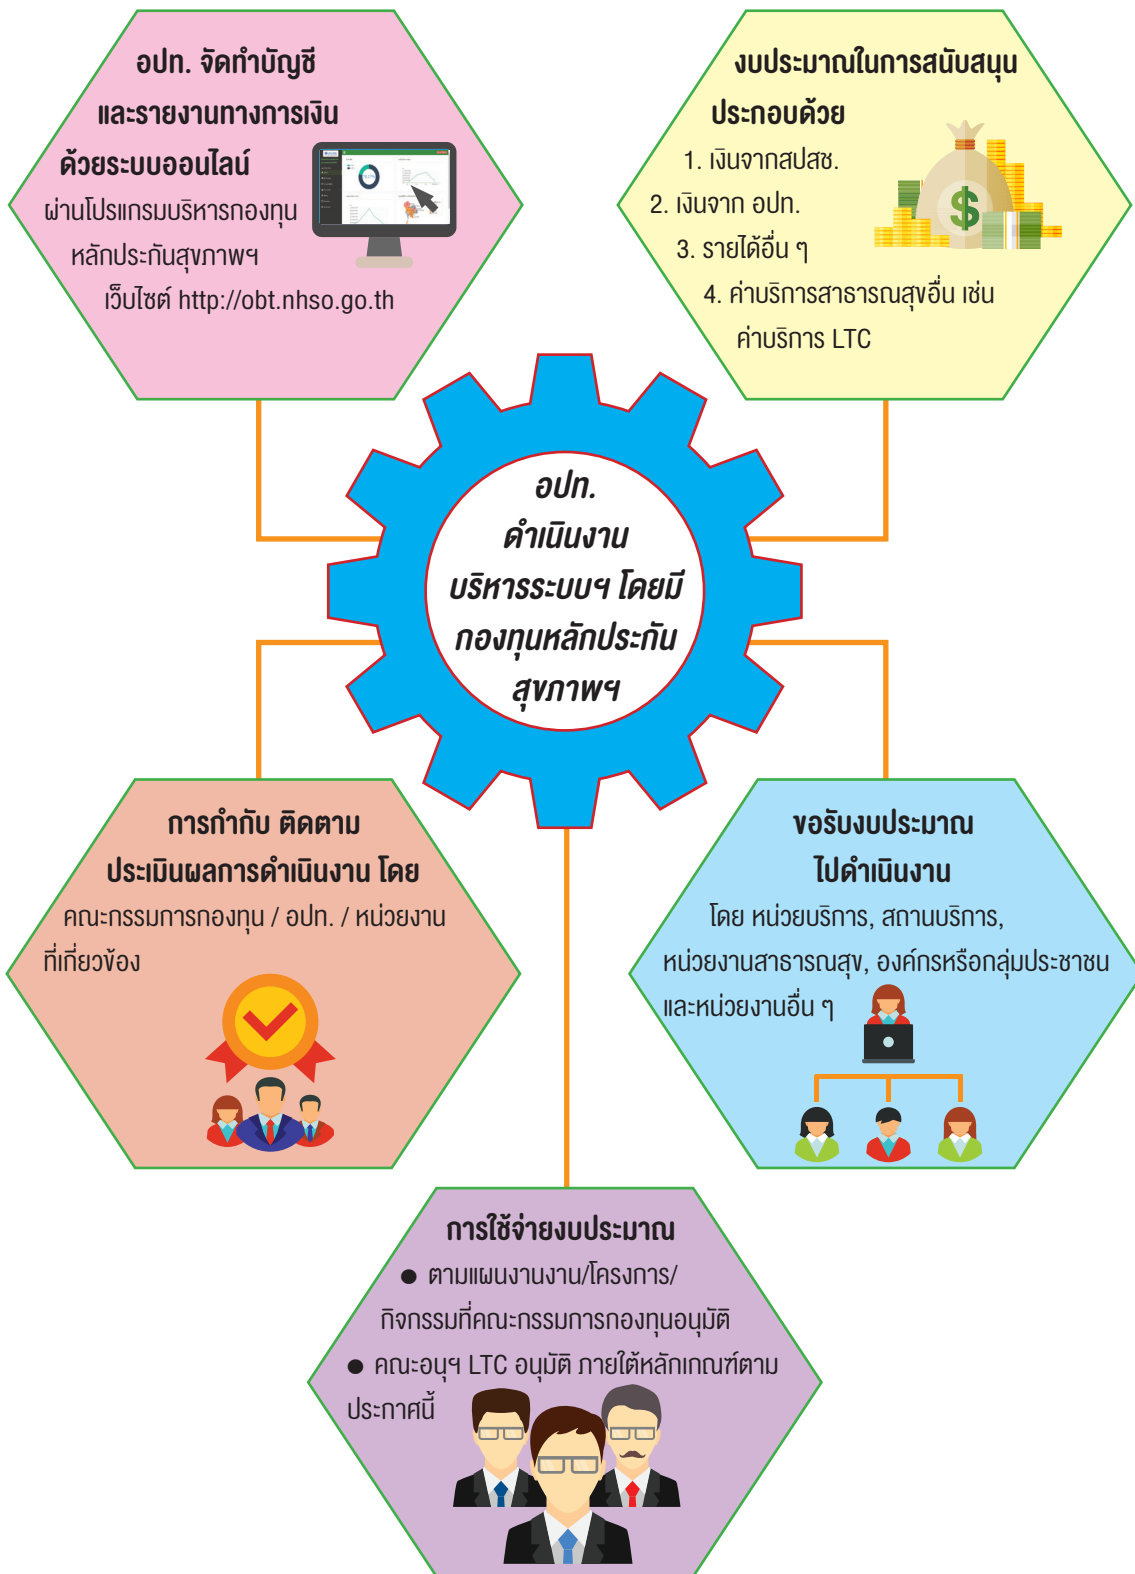 อปท. จัดทำบัญชี
และรายงานทางการเงิน
ด้วยระบบออนไลน์
ผ่านโปรแกรมบริหารกองทุน
หลักประกันสุขภาพฯ
เว็บไซต์ http://obt.nhso.go.th
งบประมาณในการสนับสนุน
ประกอบด้วย
1. เงินจากสปสช.
2. เงินจาก อปท.
3. รายได้อื่น ๆ
4. ค่าบริการสาธารณสุขอื่น เช่น
ค่าบริการ LTC
อปท.
ดำเนินงาน
บริหารระบบฯ โดยมี
กองทุนหลักประกัน
สุขภาพฯ
การกำกับ ติดตาม
ประเมินผลการดำเนินงาน โดย
คณะกรรมการกองทุน / อปท. / หน่วยงาน
ที่เกี่ยวข้อง
ขอรับงบประมาณ
ไปดำเนินงาน
โดย หน่วยบริการ, สถานบริการ,
หน่วยงานสาธารณสุข, องค์กรหรือกลุ่มประชาชน
และหน่วยงานอื่น ๆ
การใช้จ่ายงบประมาณ
● ตามแผนงานงาน/โครงการ/
กิจกรรมที่คณะกรรมการกองทุนอนุมัติ
● คณะอนุฯ LTC อนุมัติ ภายใต้หลักเกณฑ์ตาม
ประกาศนี้